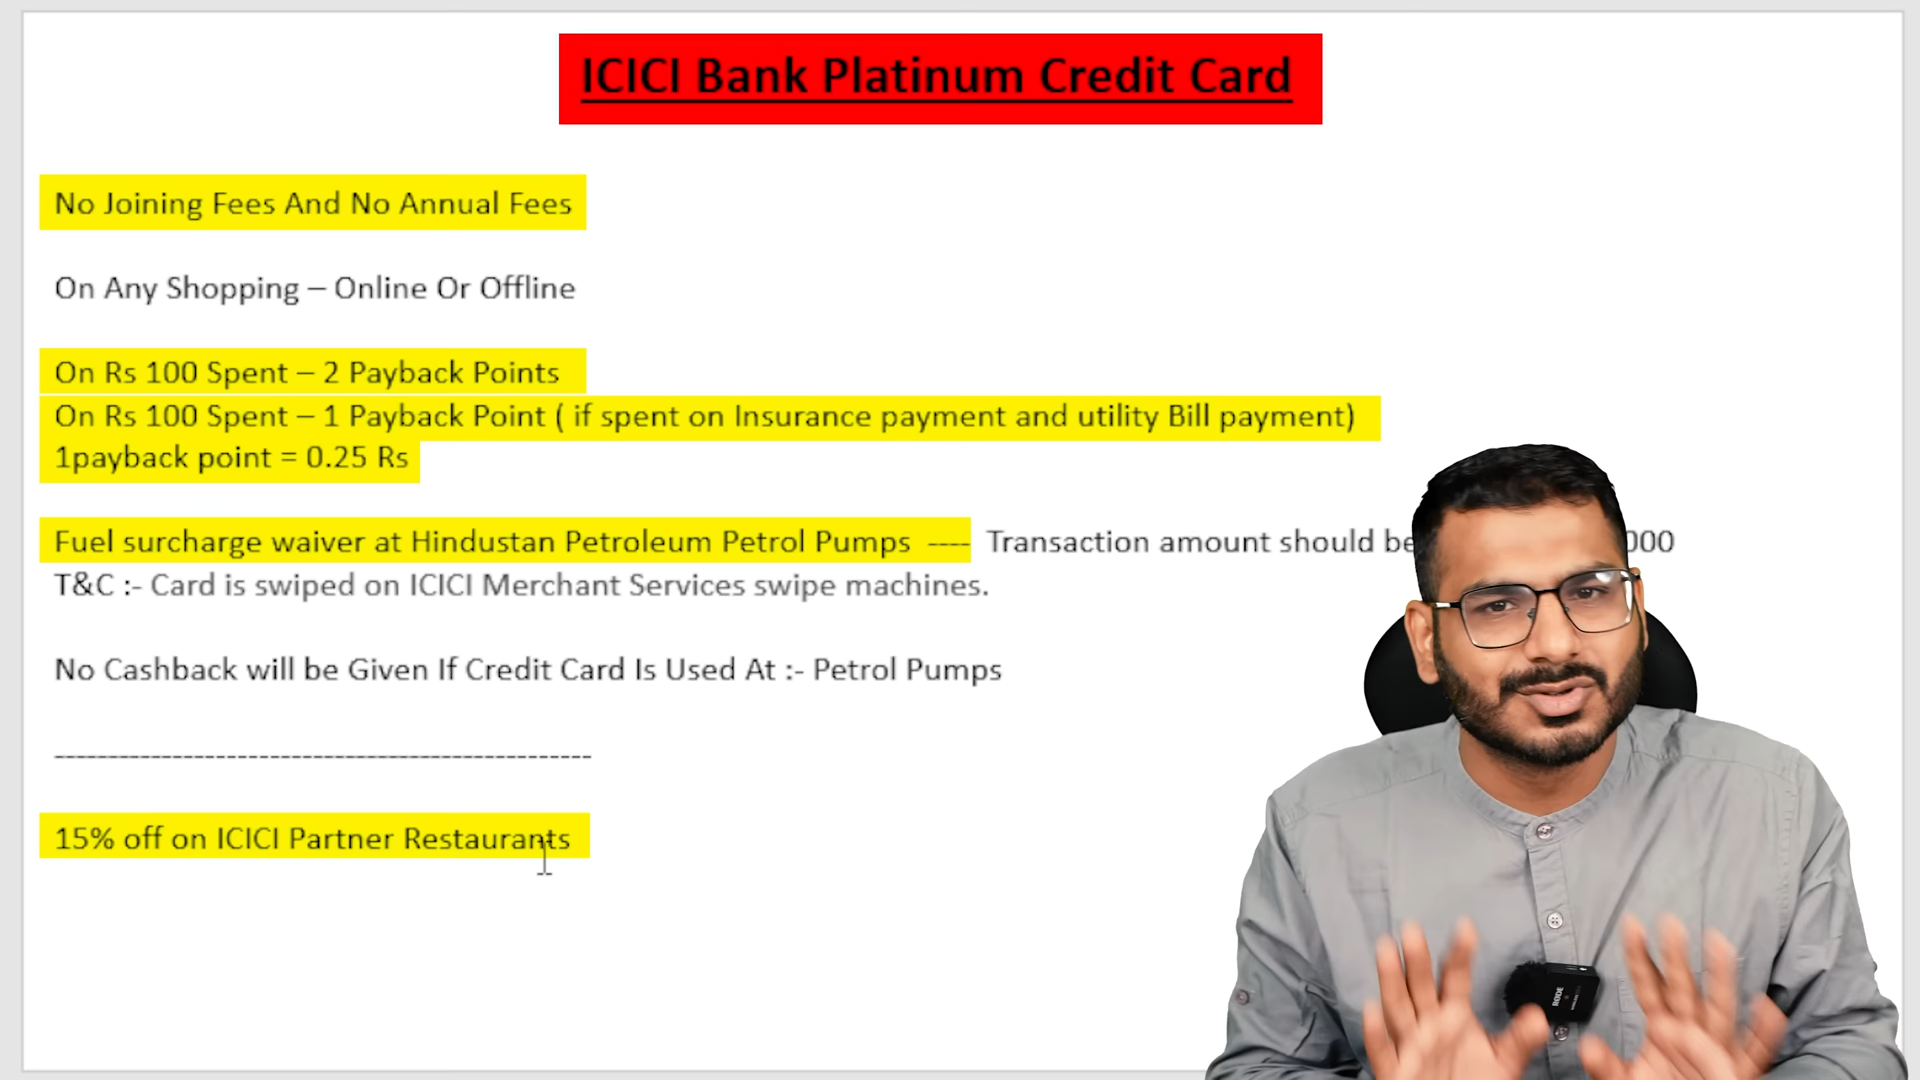 ICICI Bank Platinum Credit Card
No Joining Fees And No Annual Fees
On Any Shopping – Online Or Offline
On Rs 100 Spent – 2 Payback Points
On Rs 100 Spent – 1 Payback Point ( if spent on Insurance payment and utility Bill payment)
1payback point = 0.25 Rs
Fuel surcharge waiver at Hindustan Petroleum Petrol Pumps ---- Transaction amount should be 000
T&C :- Card is swiped on ICICI Merchant Services swipe machines.
No Cashback will be Given If Credit Card Is Used At :- Petrol Pumps
--------------------------------------------------
15% off on ICICI Partner Restaurants
RØDE